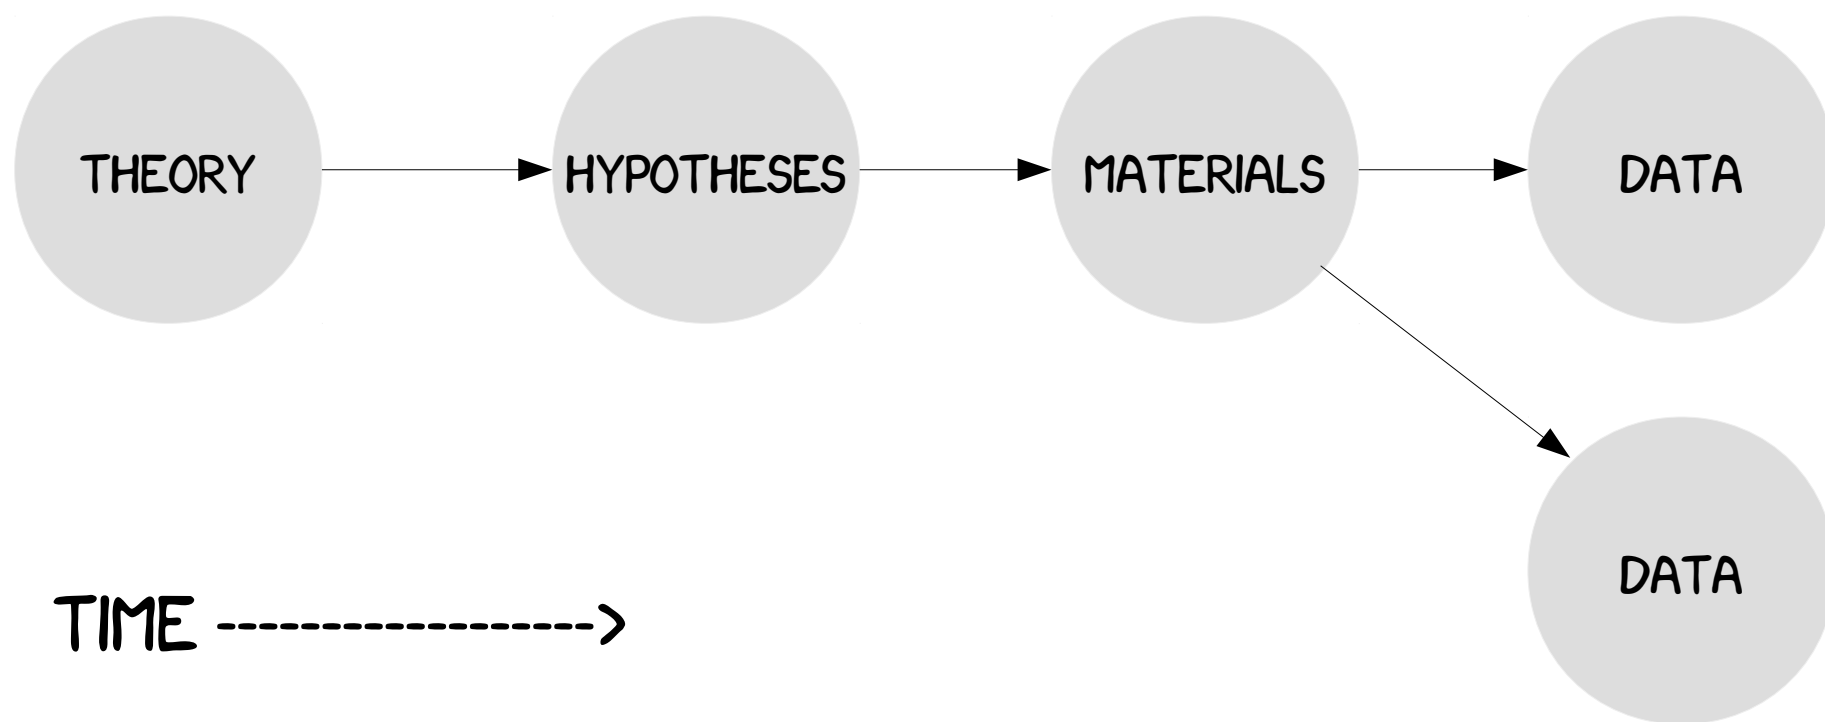 THEORY
HYPOTHESES
MATERIALS
DATA
DATA
TIME